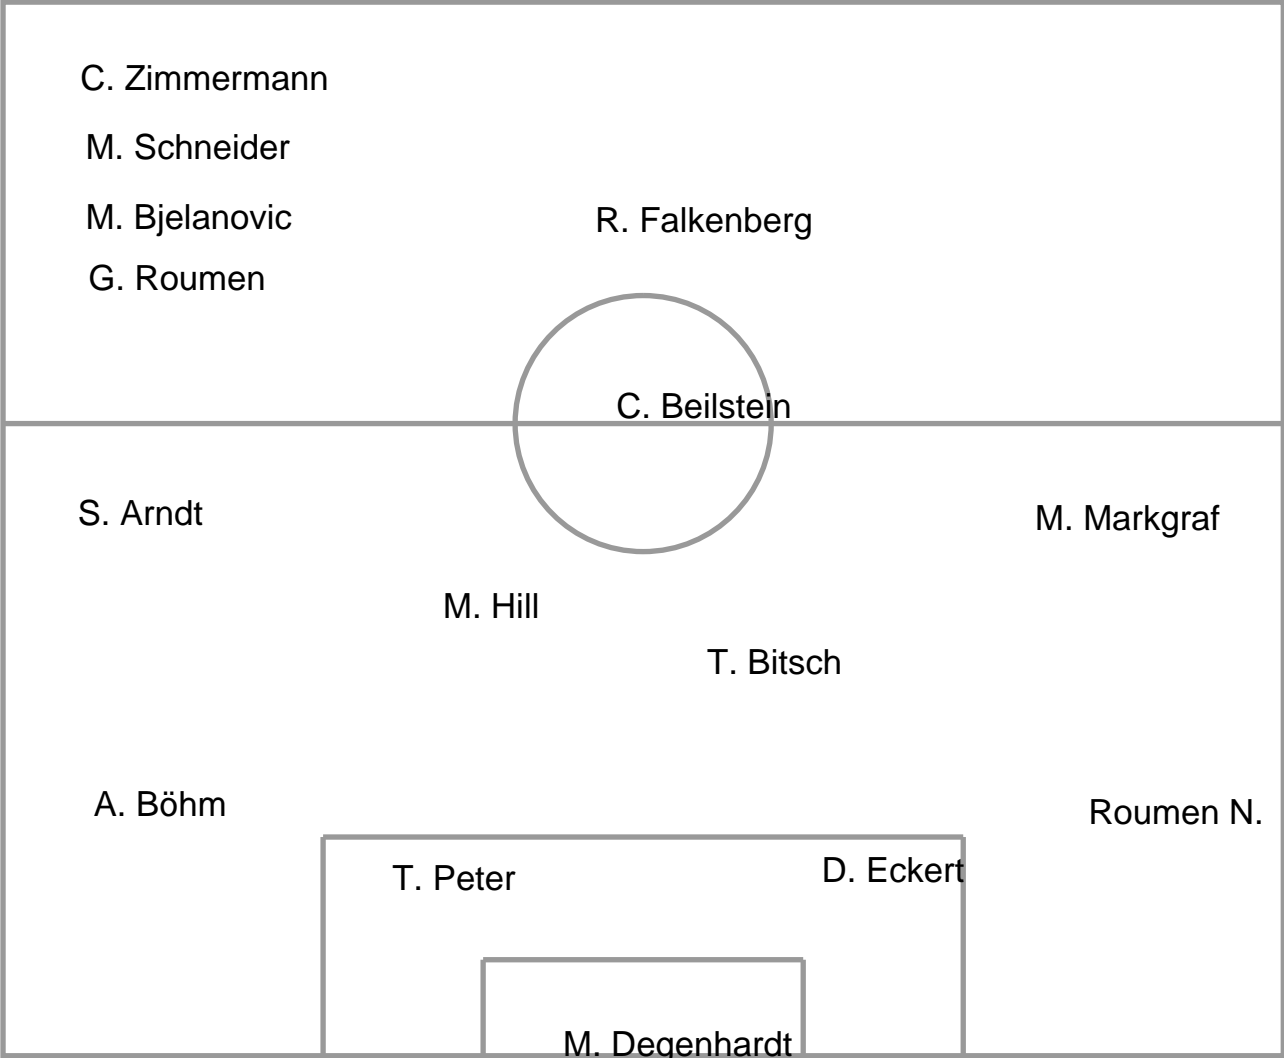 C. Zimmermann
M. Schneider
M. Bjelanovic
R. Falkenberg
G. Roumen
C. Beilstein
S. Arndt
M. Markgraf
M. Hill
T. Bitsch
A. Böhm
Roumen N.
T. Peter
D. Eckert
M. Degenhardt